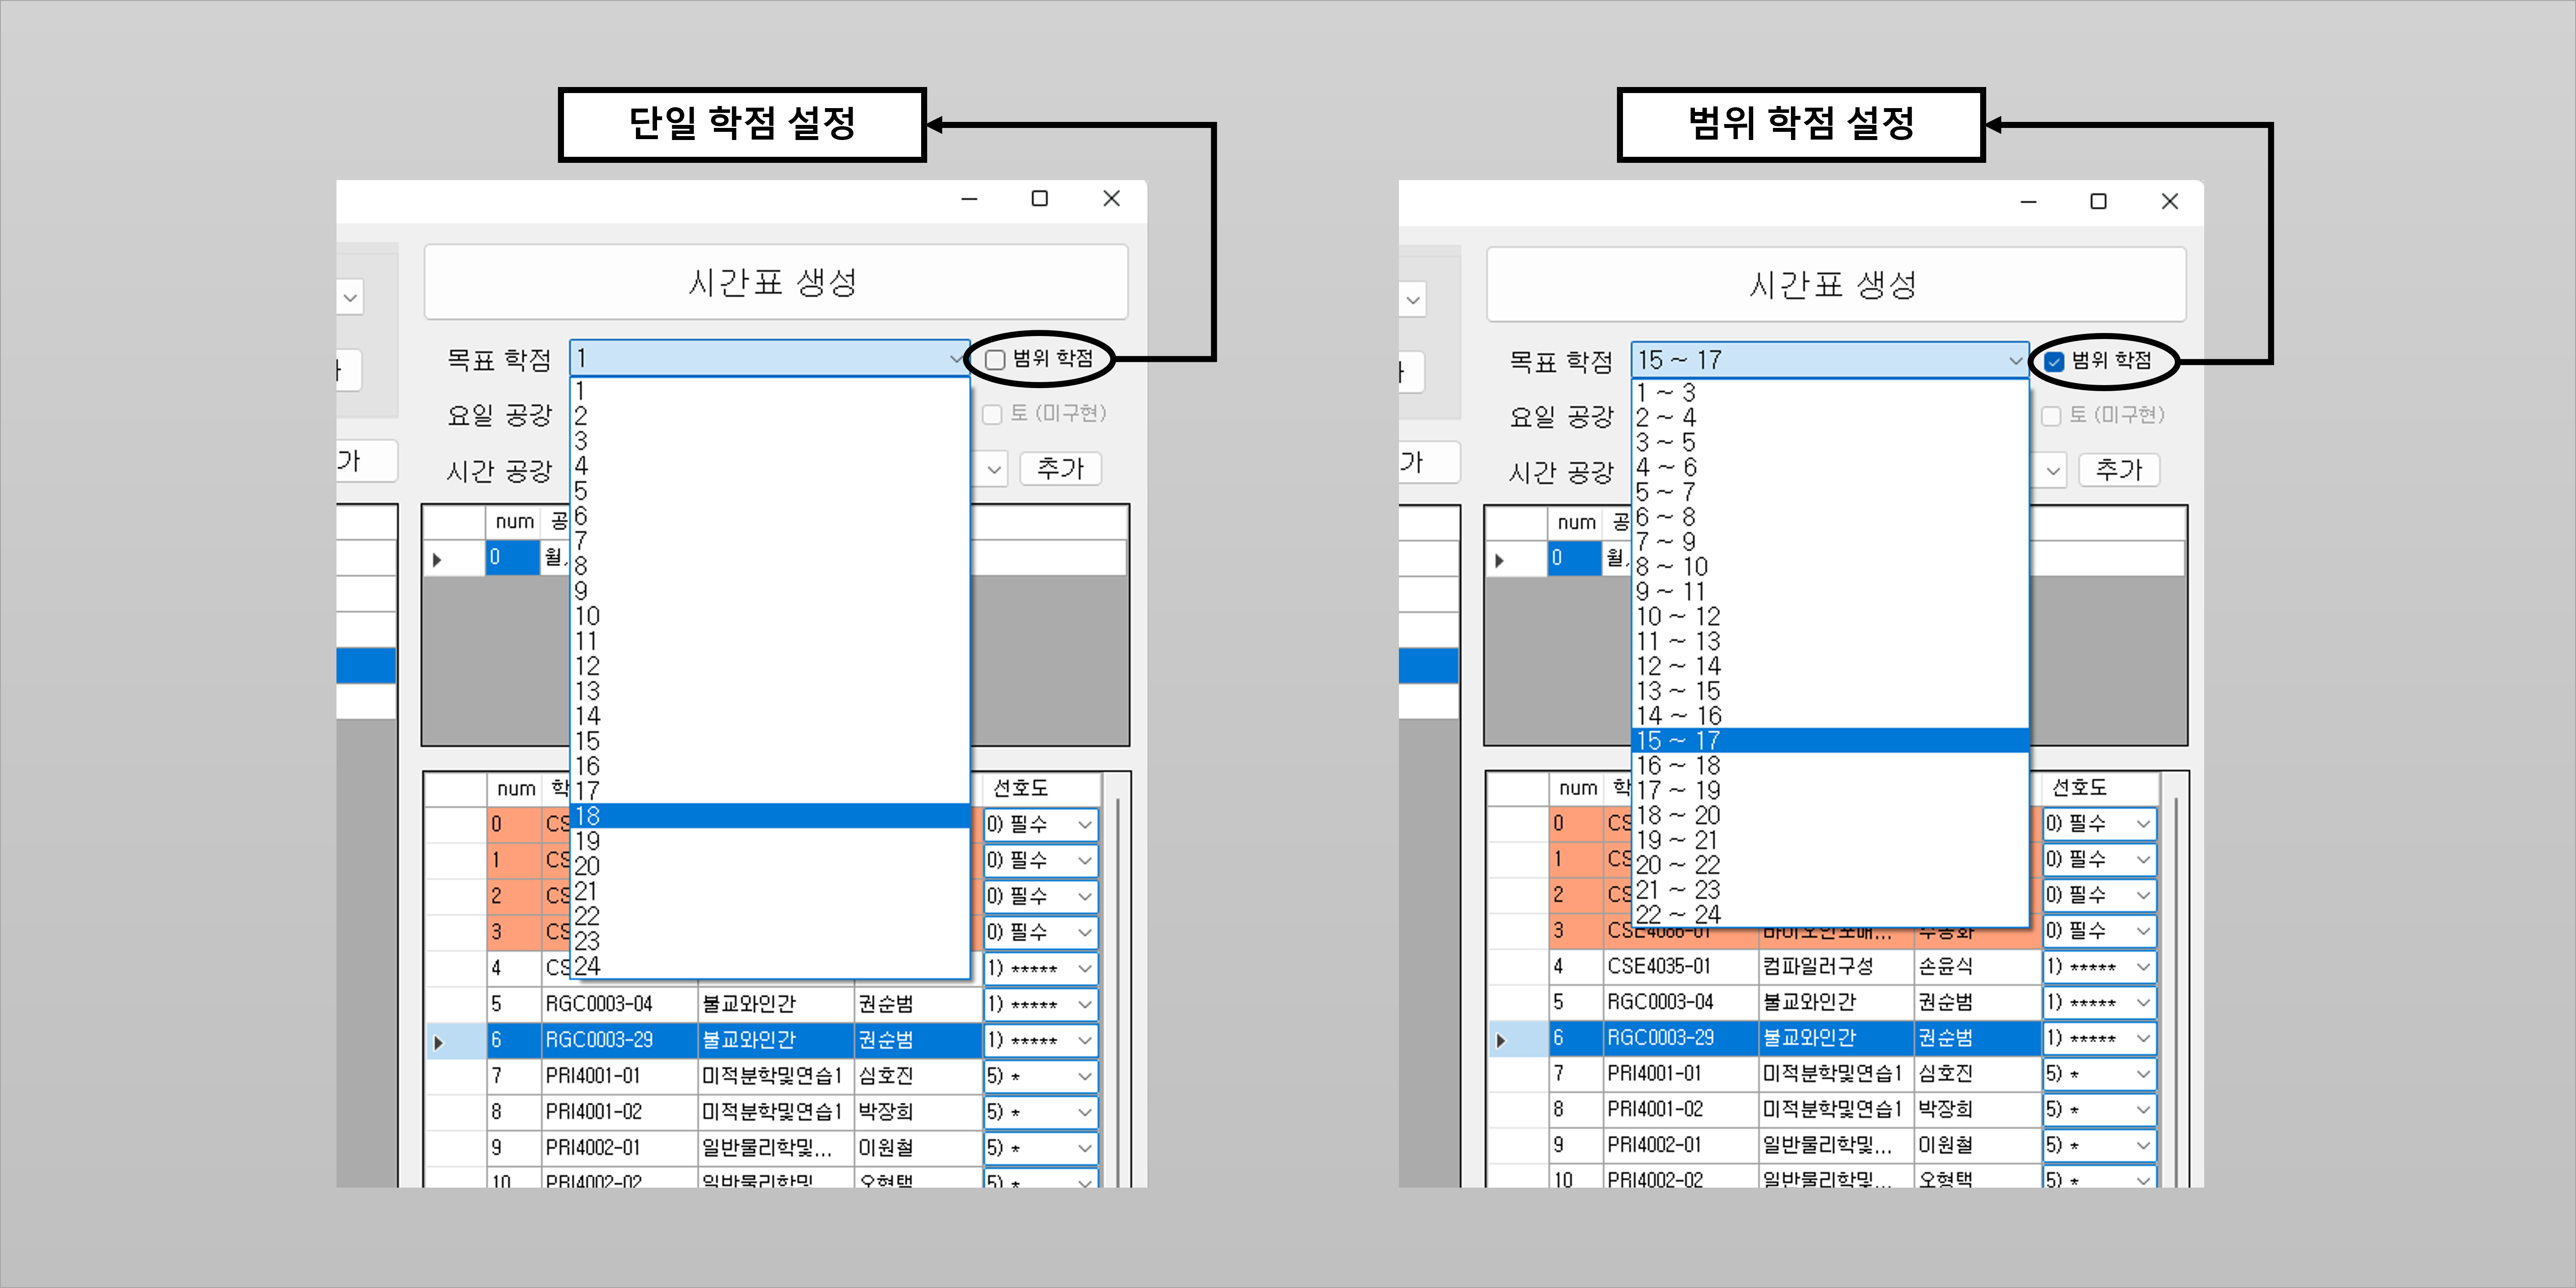 단일 학점 설정
시간표 생성
목표 학점 1 범위 학점
1
2
3
4
5
6
7
8
9
10
11
12
13
14
15
16
17
18
19
20
21
22
23
24
요일 공강 토 (미구현)
시간 공강 추가
가
num 공
0 월,
num 학 선호도
0 CS 0) 필수
1 CS 0) 필수
2 CS 0) 필수
3 CS 0) 필수
4 CS 1) *****
5 RGC0003-04 불교와인간 권순범 1) *****
6 RGC0003-29 불교와인간 권순범 1) *****
7 PRI4001-01 미적분학및연습1 심호진 5) *
8 PRI4001-02 미적분학및연습1 박장희 5) *
9 PRI4002-01 일반물리학및... 이원철 5) *
10 PRI4002-02 일반물리학및 오형택 5) *
범위 학점 설정
시간표 생성
목표 학점 15 ~ 17 범위 학점
1 ~ 3
2 ~ 4
3 ~ 5
4 ~ 6
5 ~ 7
6 ~ 8
7 ~ 9
8 ~ 10
9 ~ 11
10 ~ 12
11 ~ 13
12 ~ 14
13 ~ 15
14 ~ 16
15 ~ 17
16 ~ 18
17 ~ 19
18 ~ 20
19 ~ 21
20 ~ 22
21 ~ 23
22 ~ 24
요일 공강 토 (미구현)
시간 공강 추가
가
num 공
0 월,
num 학 선호도
0 CS 0) 필수
1 CS 0) 필수
2 CS 0) 필수
3 CSE4086-01 0) 필수
4 CSE4035-01 컴파일러구성 손윤식 1) *****
5 RGC0003-04 불교와인간 권순범 1) *****
6 RGC0003-29 불교와인간 권순범 1) *****
7 PRI4001-01 미적분학및연습1 심호진 5) *
8 PRI4001-02 미적분학및연습1 박장희 5) *
9 PRI4002-01 일반물리학및... 이원철 5) *
10 PRI4002-02 일반물리학및... 오형택 5) *